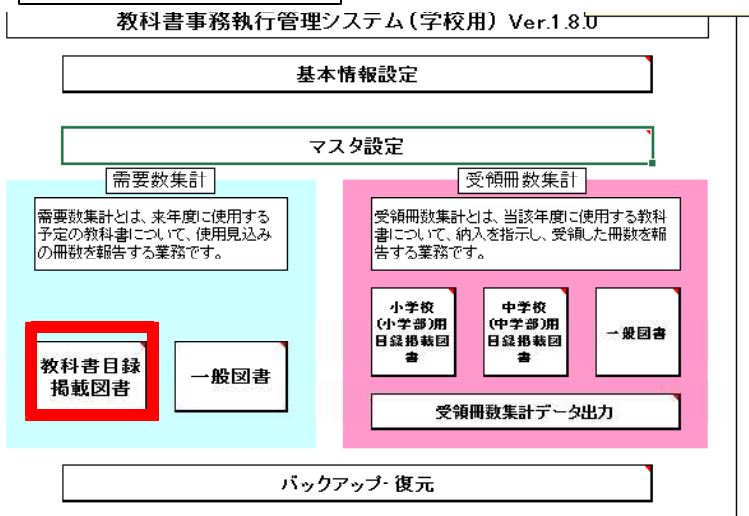 教科書事務執行管理システム(学校用) Ver.1.8.0
基本情報設定
マスタ設定
需要数集計
需要数集計とは、来年度に使用する
予定の教科書について、使用見込み
の冊数を報告する業務です。
教科書目録
掲載図書
一般図書
受領冊数集計
受領冊数集計とは、当該年度に使用する教科
書について、納入を指示し、受領した冊数を報
告する業務です。
小学校
(小学部)用
目録掲載図
書
中学校
(中学部)用
目録掲載図
書
一般図書
受領冊数集計データ出力
バックアップ・復元